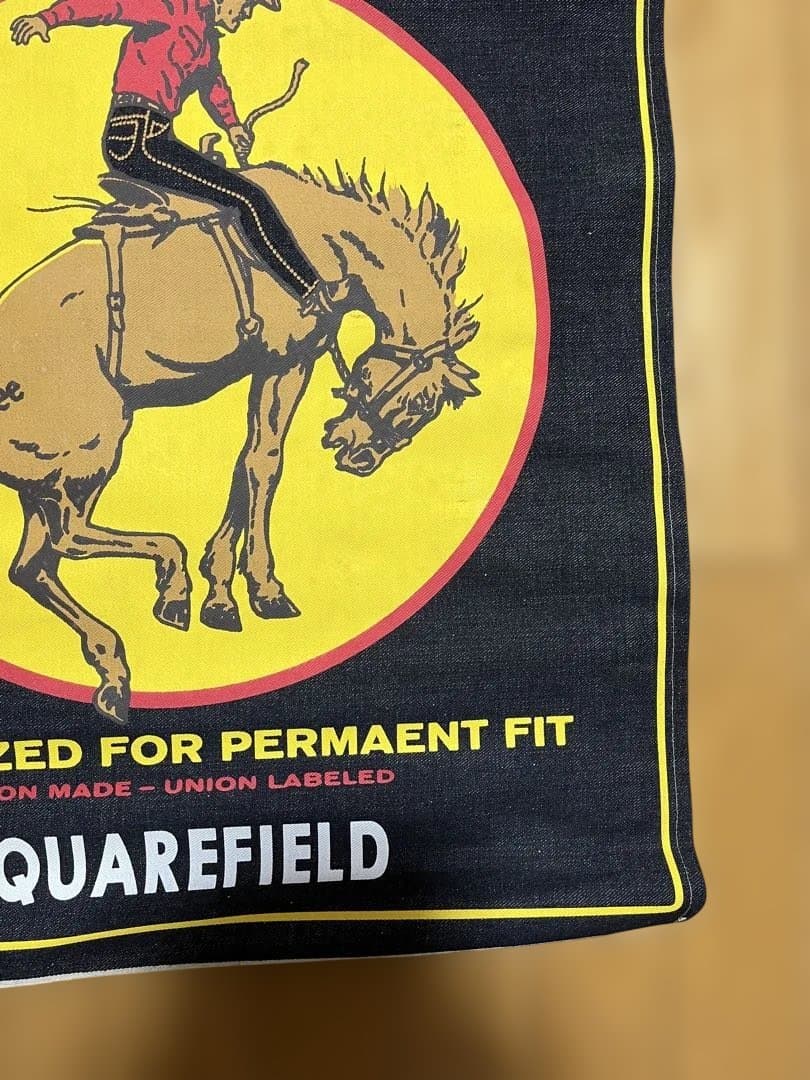 ZED FOR PERMAENT FIT
ON MADE – UNION LABELED
QUAREFIELD